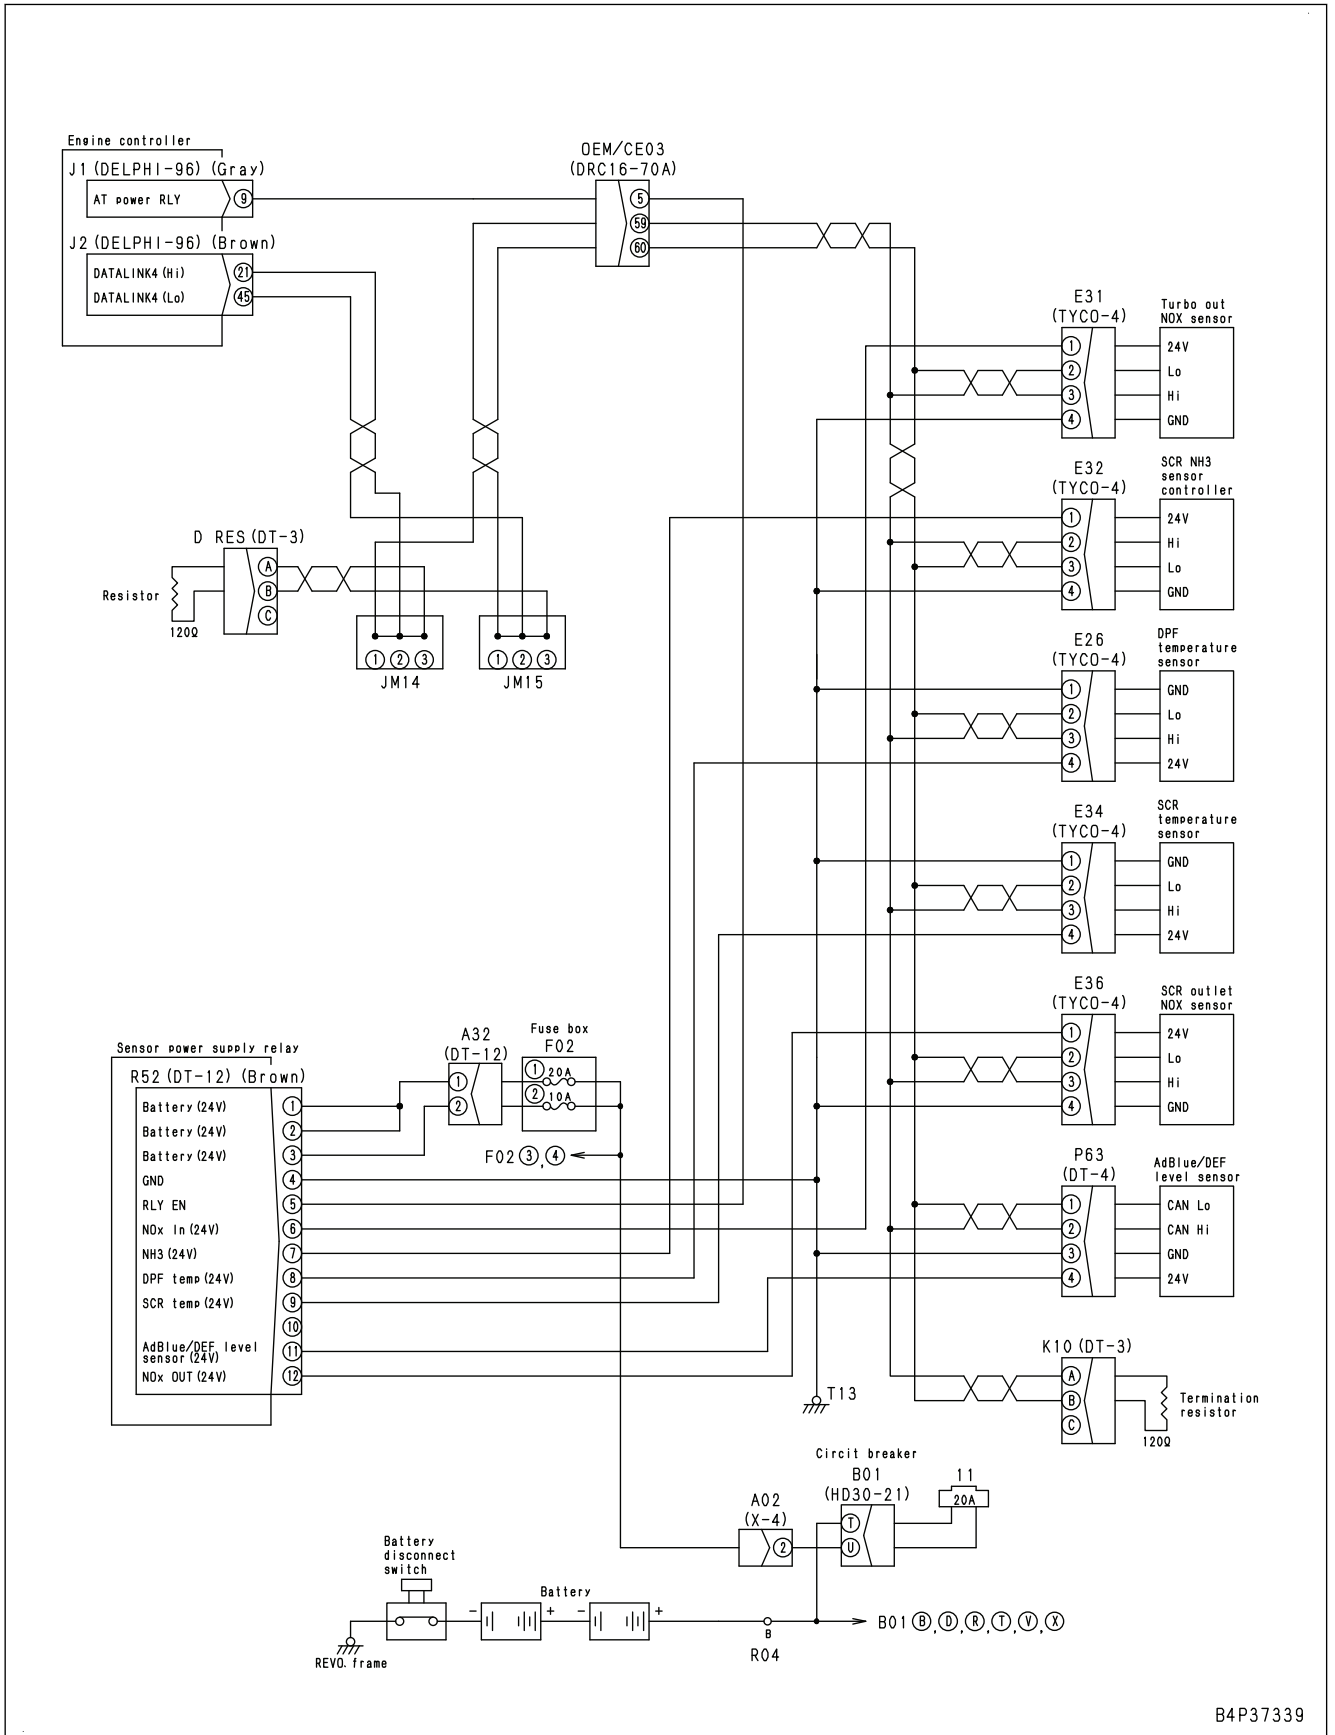 Engine controller
J1 (DELPHI-96) (Gray)
AT power RLY 9
J2 (DELPHI-96) (Brown)
DATALINK4 (Hi) 21
DATALINK4 (Lo) 45
OEM/CE03
(DRC16-70A)
5
59
60
D RES (DT-3)
A
B
C
Resistor
120Ω
1 2 3
JM14
1 2 3
JM15
E31
(TYCO-4)
Turbo out
NOX sensor
1 24V
2 Lo
3 Hi
4 GND
E32
(TYCO-4)
SCR NH3
sensor
controller
1 24V
2 Hi
3 Lo
4 GND
E26
(TYCO-4)
DPF
temperature
sensor
1 GND
2 Lo
3 Hi
4 24V
E34
(TYCO-4)
SCR
temperature
sensor
1 GND
2 Lo
3 Hi
4 24V
E36
(TYCO-4)
SCR outlet
NOX sensor
1 24V
2 Lo
3 Hi
4 GND
P63
(DT-4)
AdBlue/DEF
level sensor
1 CAN Lo
2 CAN Hi
3 GND
4 24V
K10 (DT-3)
A
B
C
Termination
resistor
120Ω
Sensor power supply relay
R52 (DT-12) (Brown)
Battery (24V) 1
Battery (24V) 2
Battery (24V) 3
GND 4
RLY EN 5
NOx In (24V) 6
NH3 (24V) 7
DPF temp (24V) 8
SCR temp (24V) 9
10
AdBlue/DEF level
sensor (24V) 11
NOx OUT (24V) 12
A32
(DT-12)
1
2
Fuse box
F02
1 20A
2 10A
F02 3, 4
T13
Circit breaker
B01
(HD30-21)
T
U
11
20A
A02
(X-4)
2
Battery
disconnect
switch
Battery
- + - +
B
R04
B01 B, D, R, T, V, X
REVO. frame
B4P37339